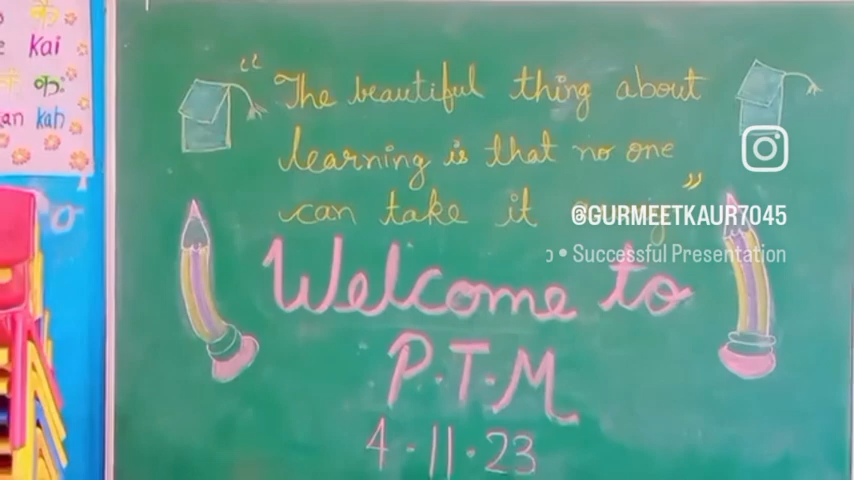 कै
Kai
कः
kah
an
"The beautiful thing about
learning is that no one
can take it
Welcome to
P.T.M
4-11-23
@GURMEETKAUR7045
• Successful Presentation